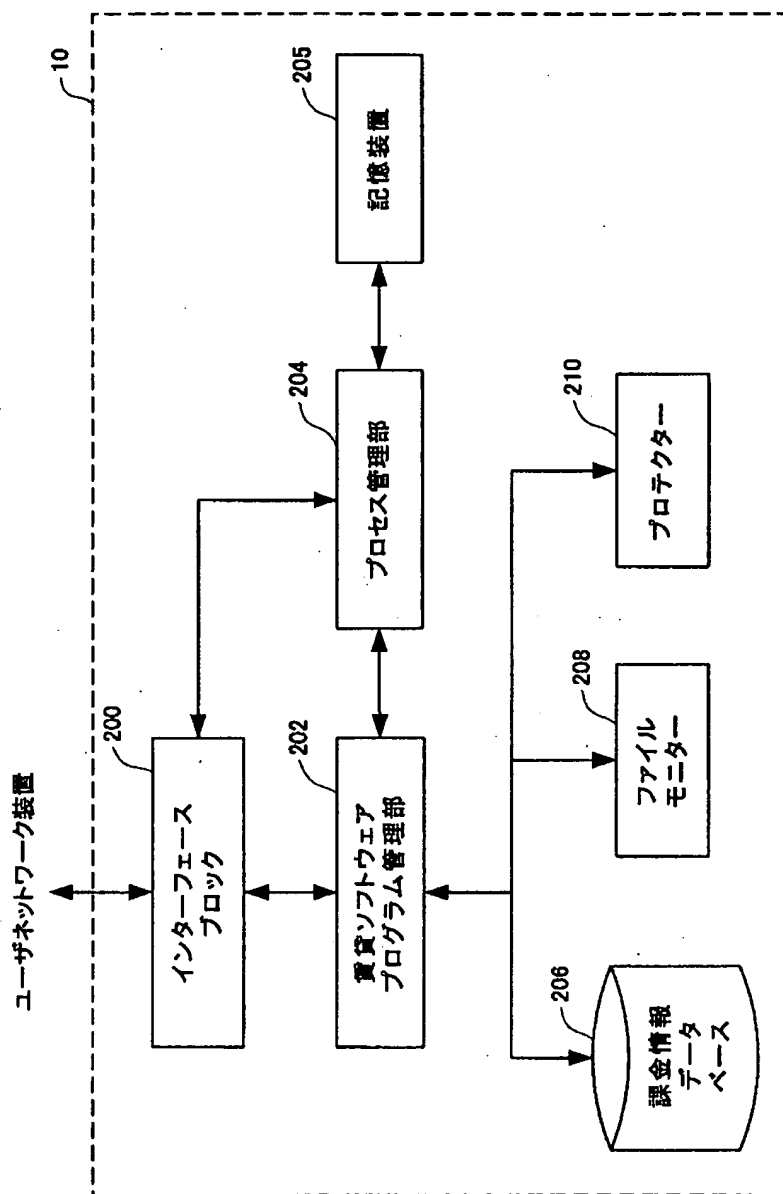 ユーザネットワーク装置
10
200
インターフェース
ブロック
202
賃貸ソフトウェア
プログラム管理部
204
プロセス管理部
205
記憶装置
206
課金情報
データ
ベース
208
ファイル
モニター
210
プロテクター